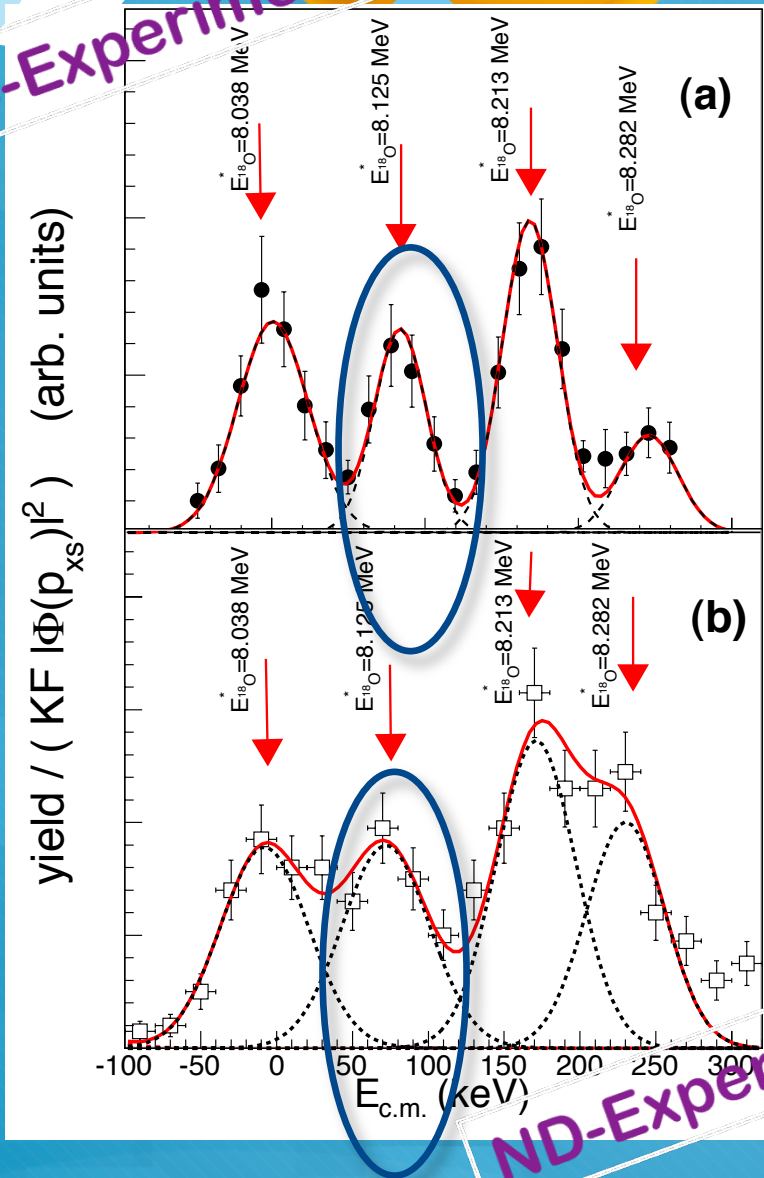 -Experime
E*18O=8.038 MeV
E*18O=8.125 MeV
E*18O=8.213 MeV
E*18O=8.282 MeV
(a)
yield / ( KF |Φ(pxs)|² ) (arb. units)
E*18O=8.038 MeV
E*18O=8.125 MeV
E*18O=8.213 MeV
E*18O=8.282 MeV
(b)
-100 -50 0 50 100 150 200 250 300
Ec.m. (keV)
ND-Exper